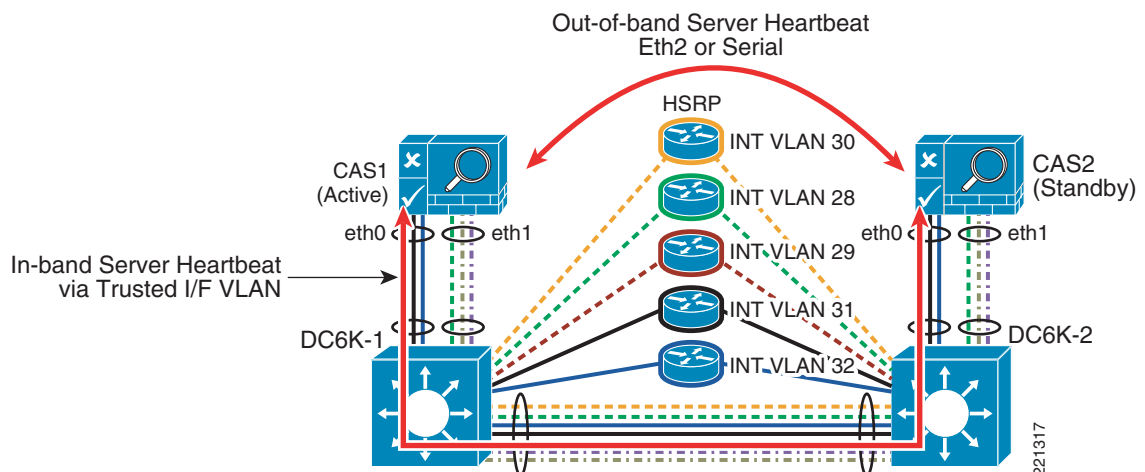 Out-of-band Server Heartbeat
Eth2 or Serial
HSRP
INT VLAN 30
CAS1
(Active)
CAS2
(Standby)
INT VLAN 28
eth0
eth1
INT VLAN 29
eth0
eth1
In-band Server Heartbeat
via Trusted I/F VLAN
INT VLAN 31
DC6K-1
DC6K-2
INT VLAN 32
221317